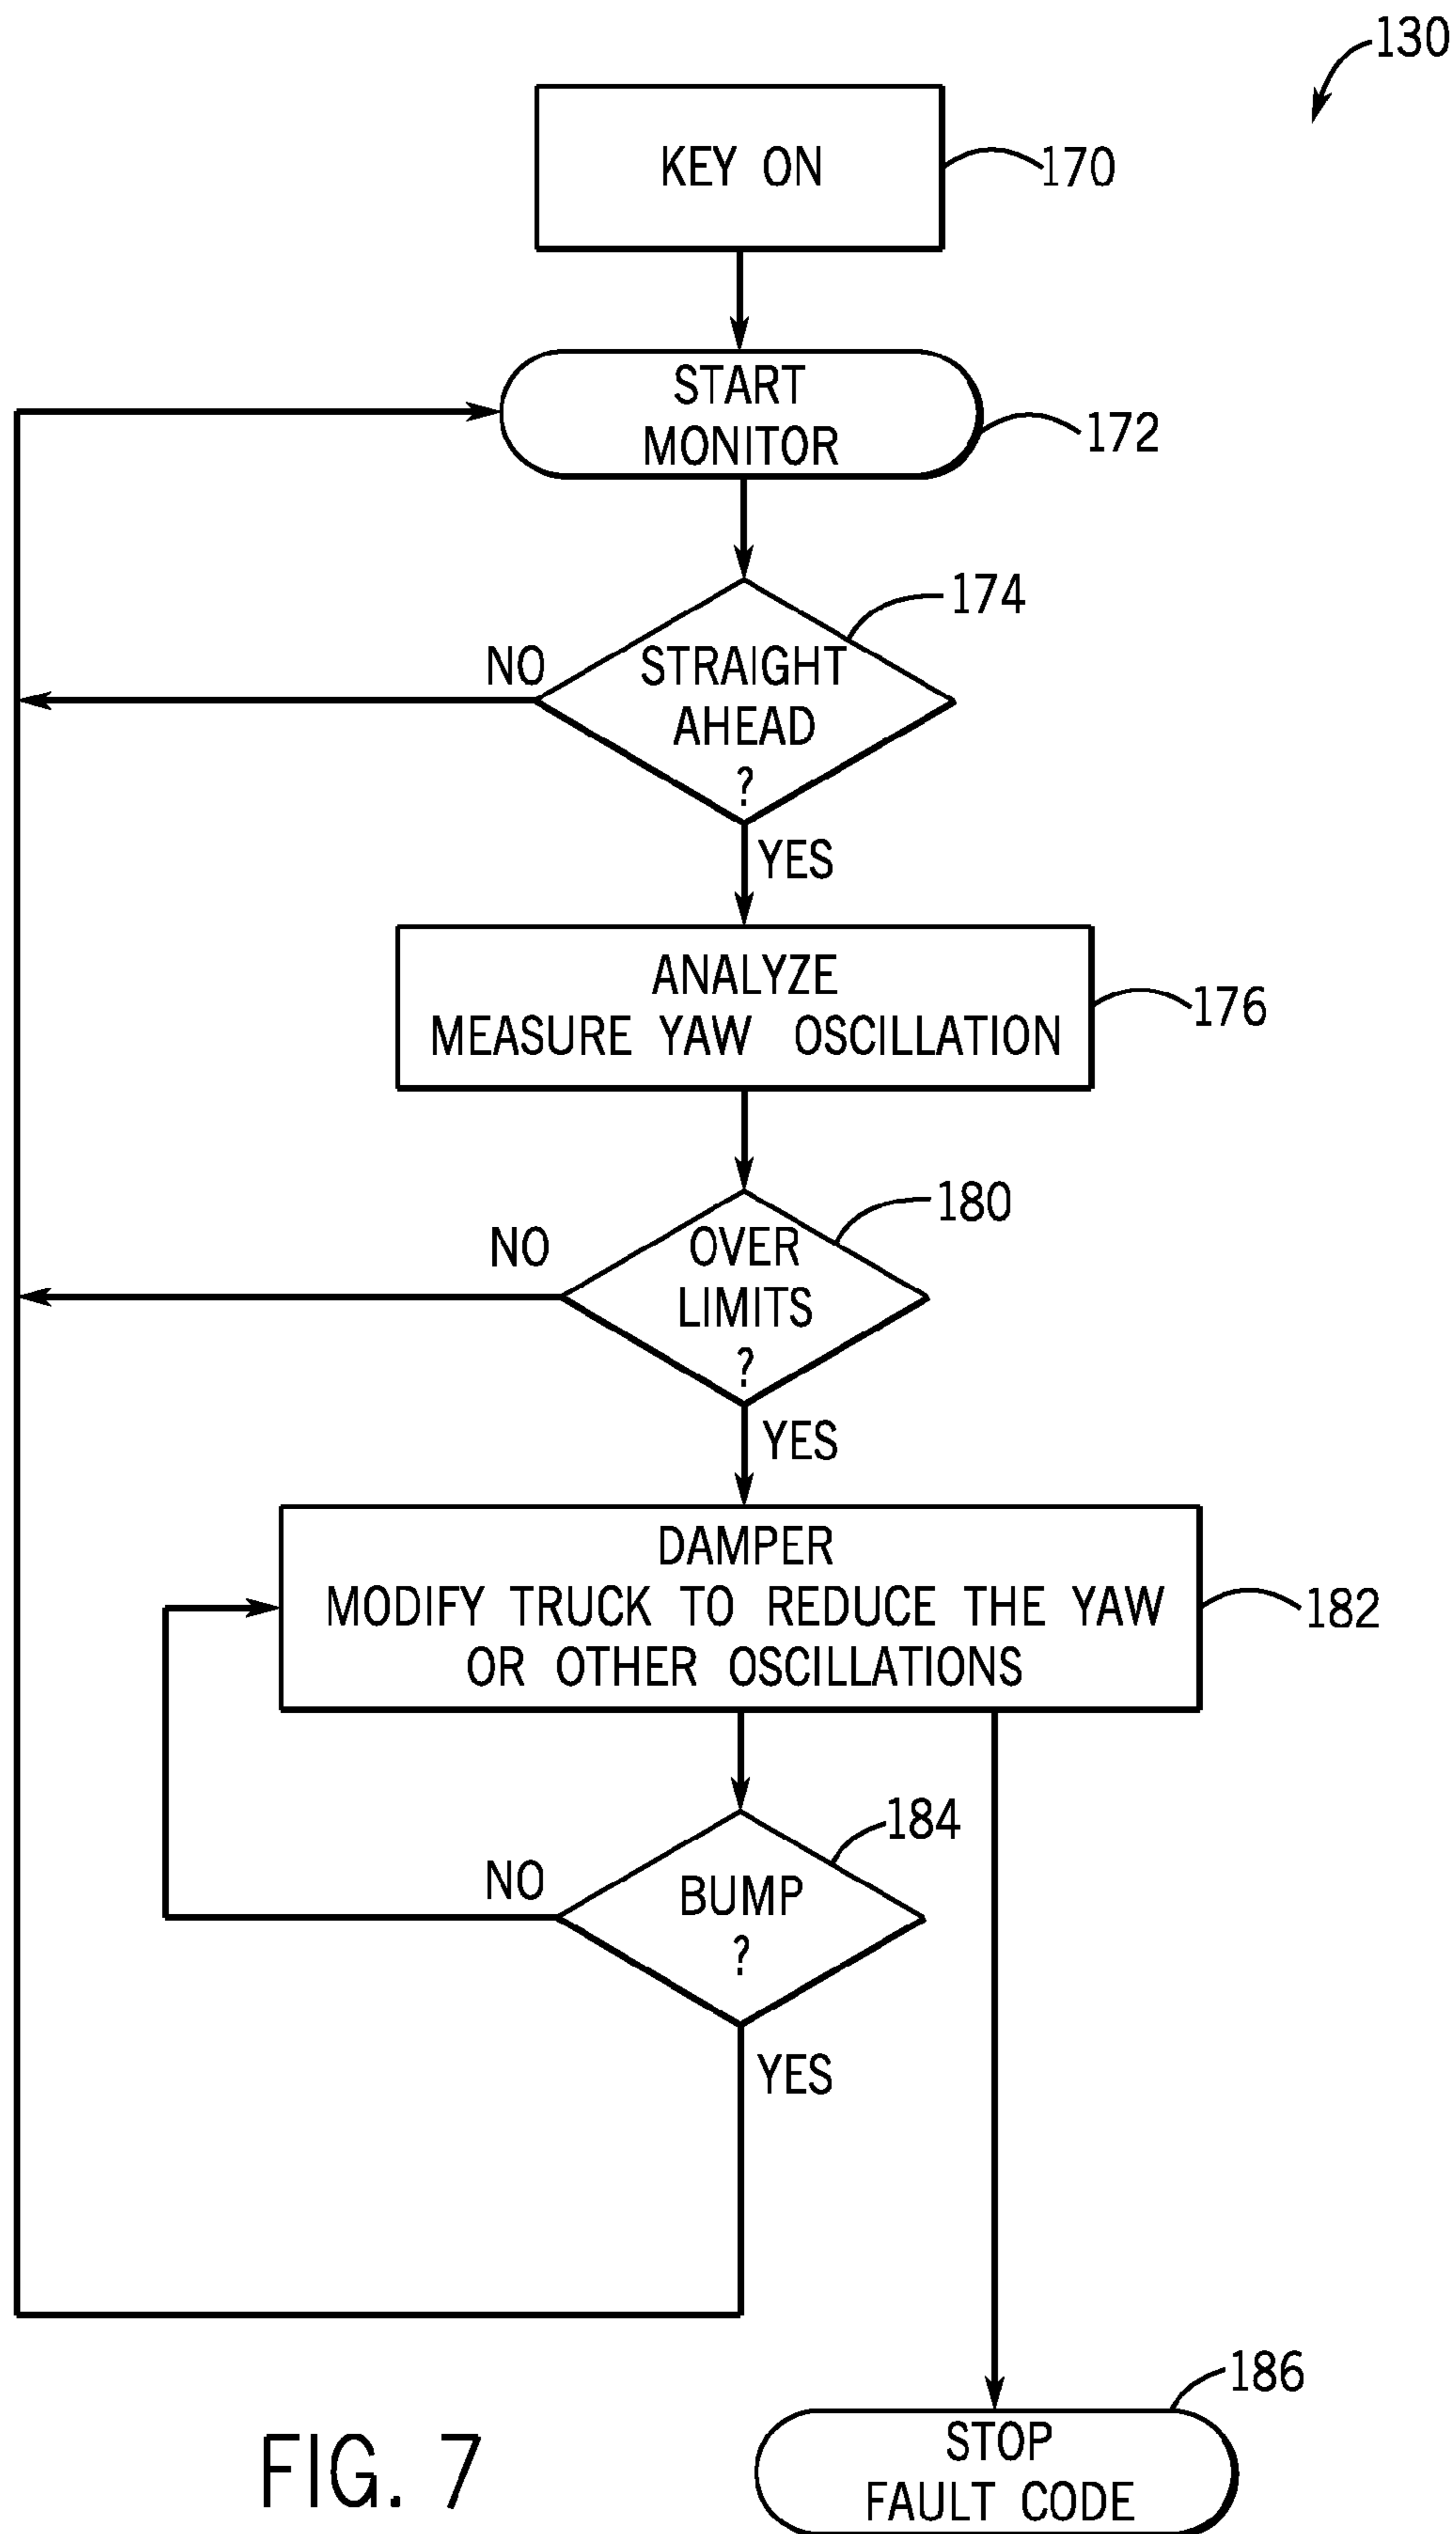 130
KEY ON
170
START
MONITOR
172
174
NO
STRAIGHT
AHEAD
?
YES
ANALYZE
MEASURE YAW OSCILLATION
176
180
NO
OVER
LIMITS
?
YES
DAMPER
MODIFY TRUCK TO REDUCE THE YAW
OR OTHER OSCILLATIONS
182
184
NO
BUMP
?
YES
186
STOP
FAULT CODE
FIG. 7